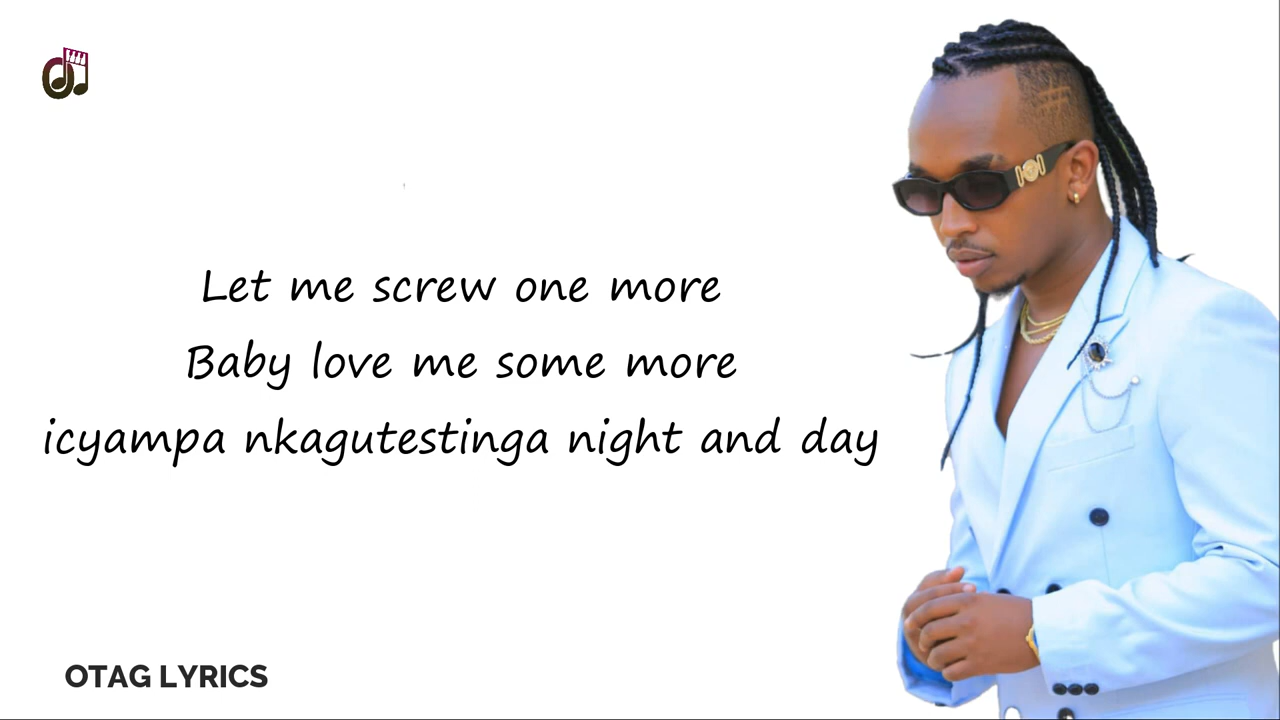 Let me screw one more
Baby love me some more
icyampa nkagutestinga night and day
OTAG LYRICS